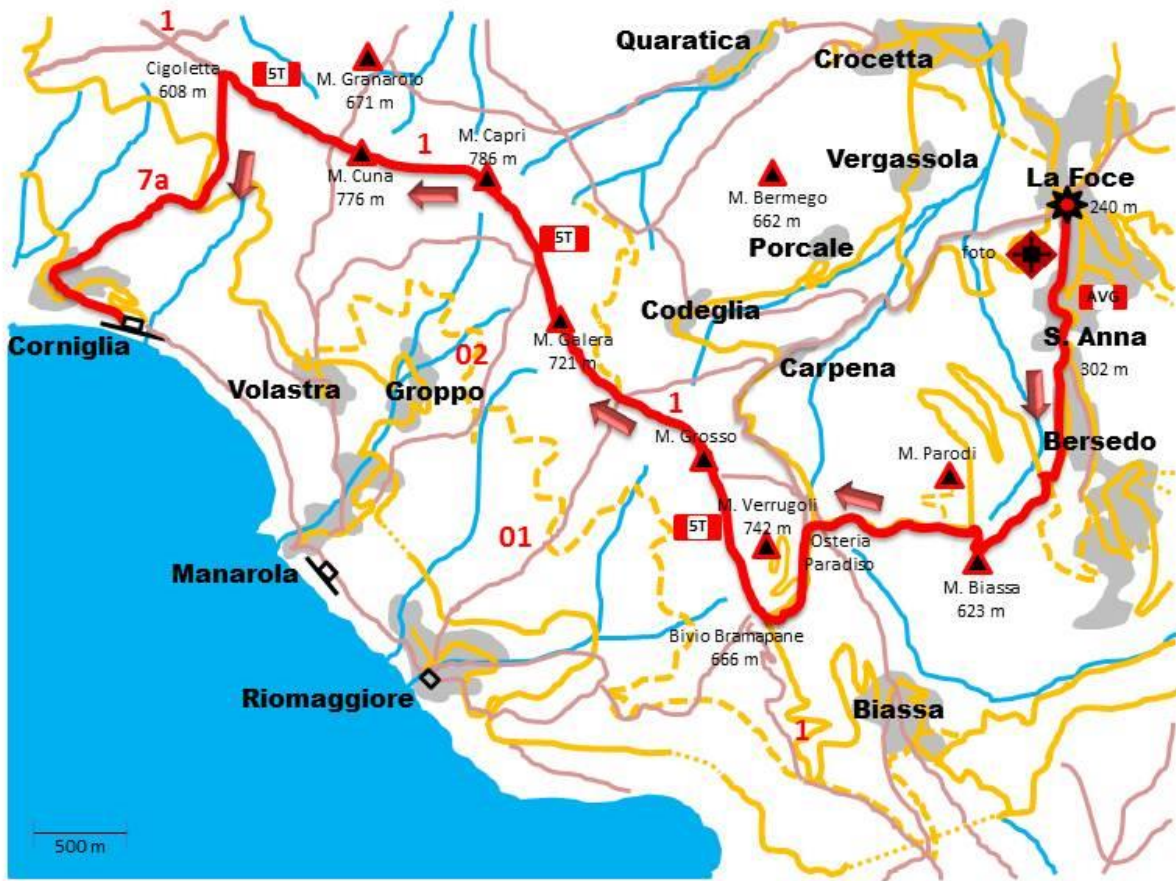 1
Quaratica
Crocetta
Cigoletta
608 m
5T
M. Granaroto
671 m
M. Capri
786 m
1
Vergassola
M. Cuna
776 m
7a
M. Bermego
662 m
La Foce
240 m
5T
Porcale
foto
AVG
Codeglia
S. Anna
302 m
Corniglia
M. Galera
721 m
02
Carpena
Volastra
Groppo
1
M. Grosso
Bersedo
M. Parodi
M. Verrugoli
742 m
5T
01
Osteria
Paradiso
Manarola
M. Biassa
623 m
Bivio Bramapane
666 m
Riomaggiore
Biassa
1
500 m